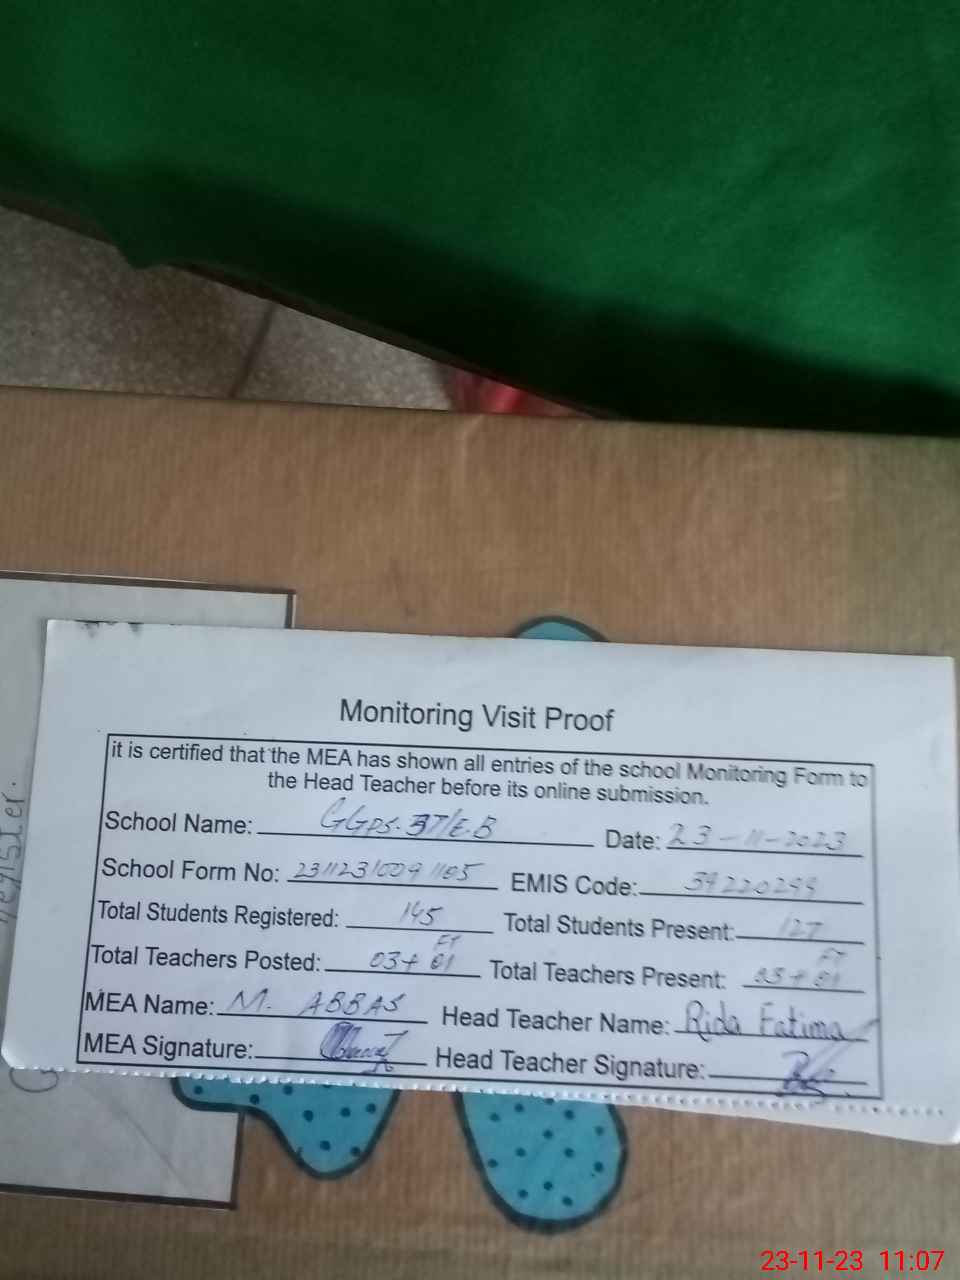 Monitoring Visit Proof
it is certified that the MEA has shown all entries of the school Monitoring Form to
the Head Teacher before its online submission.
School Name: GGPS. 37/E.B Date: 23-11-2023
School Form No: 23112310091105 EMIS Code:
Total Students Registered: 145 Total Students Present: 127
Total Teachers Posted: 03+01 FT Total Teachers Present: 03+01 FT
MEA Name: M. ABBAS Head Teacher Name: Rida Fatima
MEA Signature: Head Teacher Signature:
register.
23-11-23 11:07